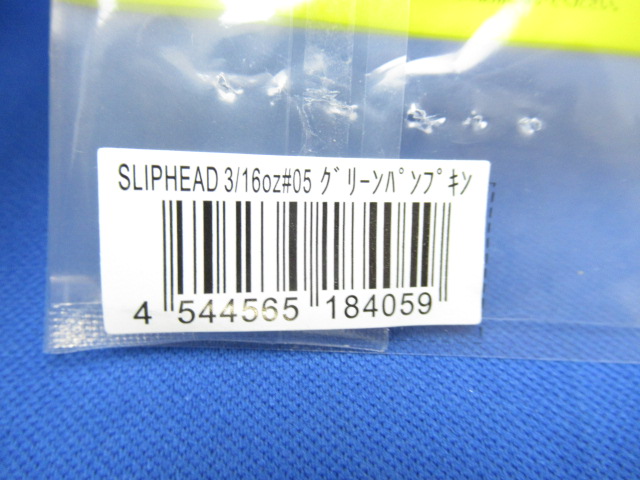 SLIPHEAD 3/16oz#05 ｸﾞﾘｰﾝﾊﾟﾝﾌﾟｷﾝ
4 544565 184059